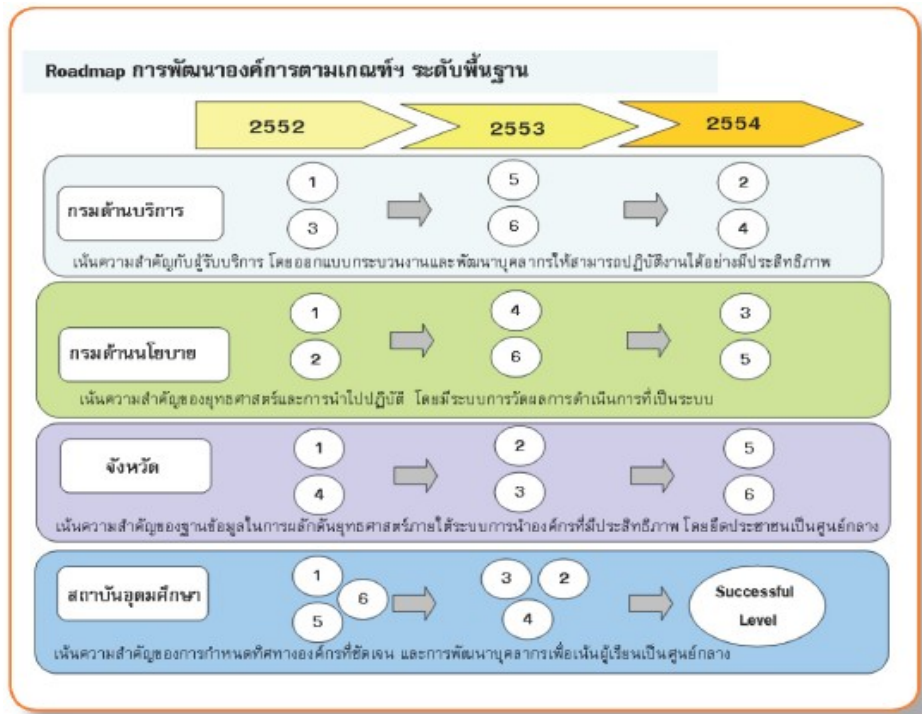 Roadmap การพัฒนาองค์การตามเกณฑ์ฯ ระดับพื้นฐาน
2552 2553 2554
กรมด้านบริการ
1 5 2
3 6 4
เน้นความสำคัญกับผู้รับบริการ โดยออกแบบกระบวนงานและพัฒนาบุคลากรให้สามารถปฏิบัติงานได้อย่างมีประสิทธิภาพ
กรมด้านนโยบาย
1 4 3
2 6 5
เน้นความสำคัญของยุทธศาสตร์และการนำไปปฏิบัติ โดยมีระบบการวัดผลการดำเนินการที่เป็นระบบ
จังหวัด
1 2 5
4 3 6
เน้นความสำคัญของฐานข้อมูลในการผลักดันยุทธศาสตร์ภายใต้ระบบการนำองค์กรที่มีประสิทธิภาพ โดยยึดประชาชนเป็นศูนย์กลาง
สถาบันอุดมศึกษา
1 6 5
3 2 4
Successful
Level
เน้นความสำคัญของการกำหนดทิศทางองค์กรที่ชัดเจน และการพัฒนาบุคลากรเพื่อเน้นผู้เรียนเป็นศูนย์กลาง